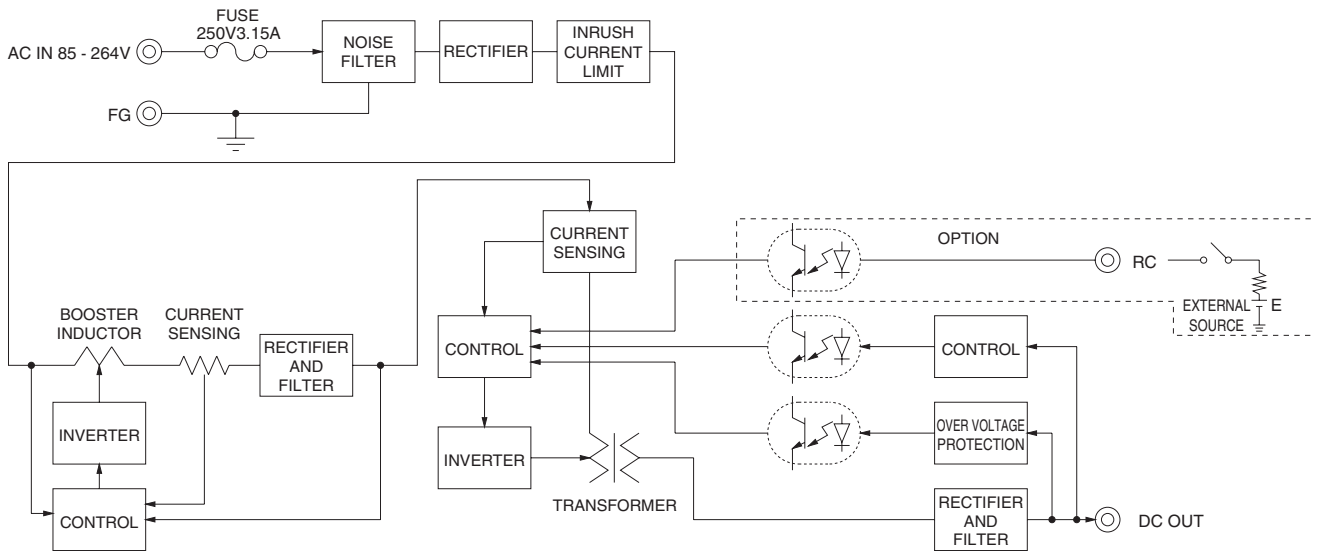 FUSE
250V3.15A
AC IN 85 - 264V
NOISE
FILTER
RECTIFIER
INRUSH
CURRENT
LIMIT
FG
CURRENT
SENSING
OPTION
RC
EXTERNAL
SOURCE
E
BOOSTER
INDUCTOR
CURRENT
SENSING
RECTIFIER
AND
FILTER
CONTROL
CONTROL
INVERTER
INVERTER
OVER VOLTAGE
PROTECTION
TRANSFORMER
CONTROL
RECTIFIER
AND
FILTER
DC OUT